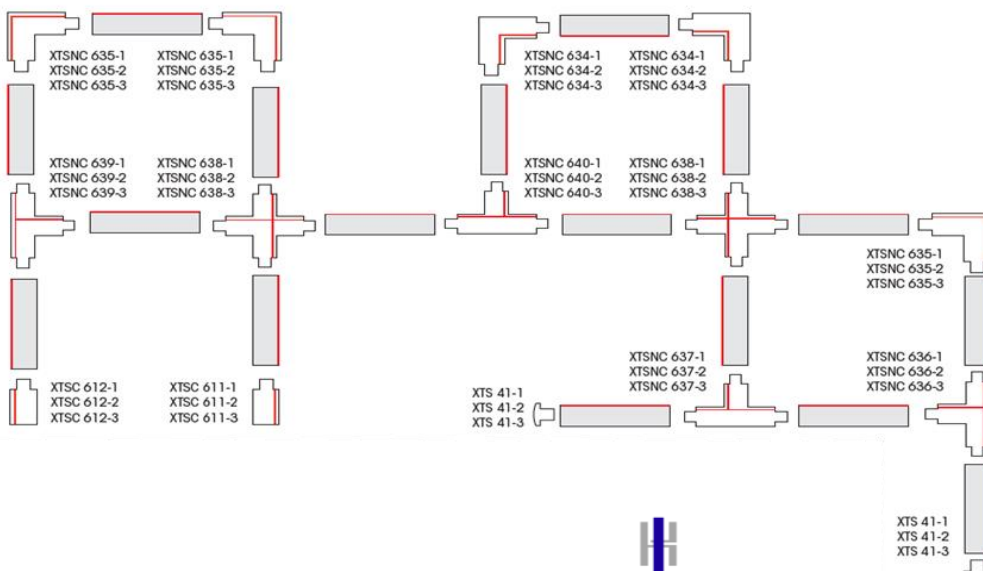 XTSNC 635-1
XTSNC 635-2
XTSNC 635-3
XTSNC 635-1
XTSNC 635-2
XTSNC 635-3
XTSNC 634-1
XTSNC 634-2
XTSNC 634-3
XTSNC 634-1
XTSNC 634-2
XTSNC 634-3
XTSNC 639-1
XTSNC 639-2
XTSNC 639-3
XTSNC 638-1
XTSNC 638-2
XTSNC 638-3
XTSNC 640-1
XTSNC 640-2
XTSNC 640-3
XTSNC 638-1
XTSNC 638-2
XTSNC 638-3
XTSNC 635-1
XTSNC 635-2
XTSNC 635-3
XTSC 612-1
XTSC 612-2
XTSC 612-3
XTSC 611-1
XTSC 611-2
XTSC 611-3
XTS 41-1
XTS 41-2
XTS 41-3
XTSNC 637-1
XTSNC 637-2
XTSNC 637-3
XTSNC 636-1
XTSNC 636-2
XTSNC 636-3
XTS 41-1
XTS 41-2
XTS 41-3